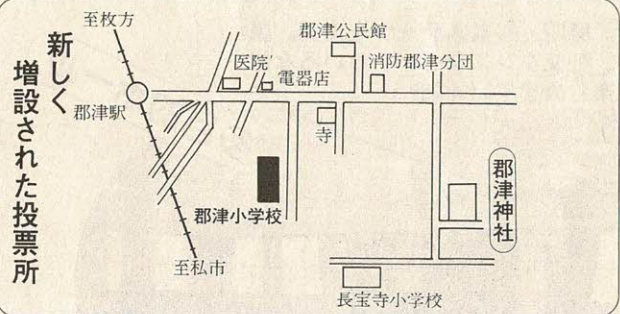 新しく
増設された投票所
至枚方
郡津公民館
医院
消防郡津分団
電器店
郡津駅
寺
郡津小学校
郡津神社
至私市
長宝寺小学校